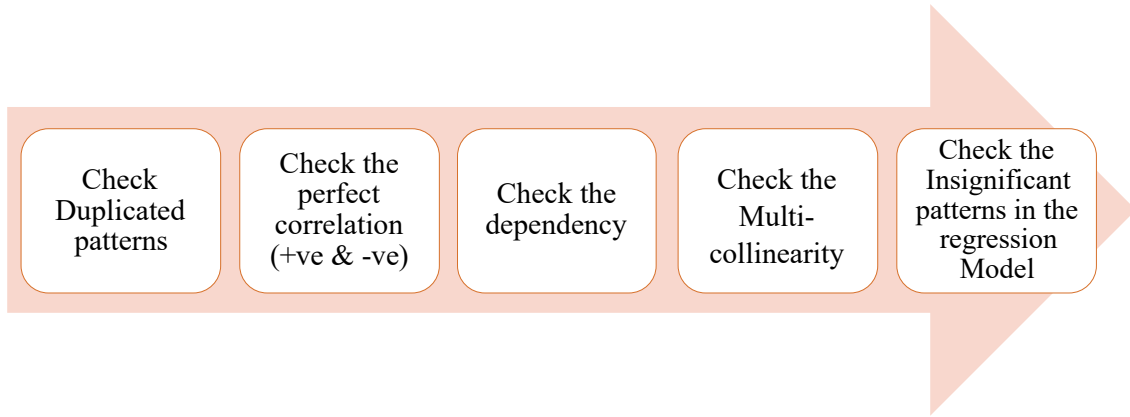 Check
Duplicated
patterns
Check the
perfect
correlation
(+ve & -ve)
Check the
dependency
Check the
Multi-
collinearity
Check the
Insignificant
patterns in the
regression
Model